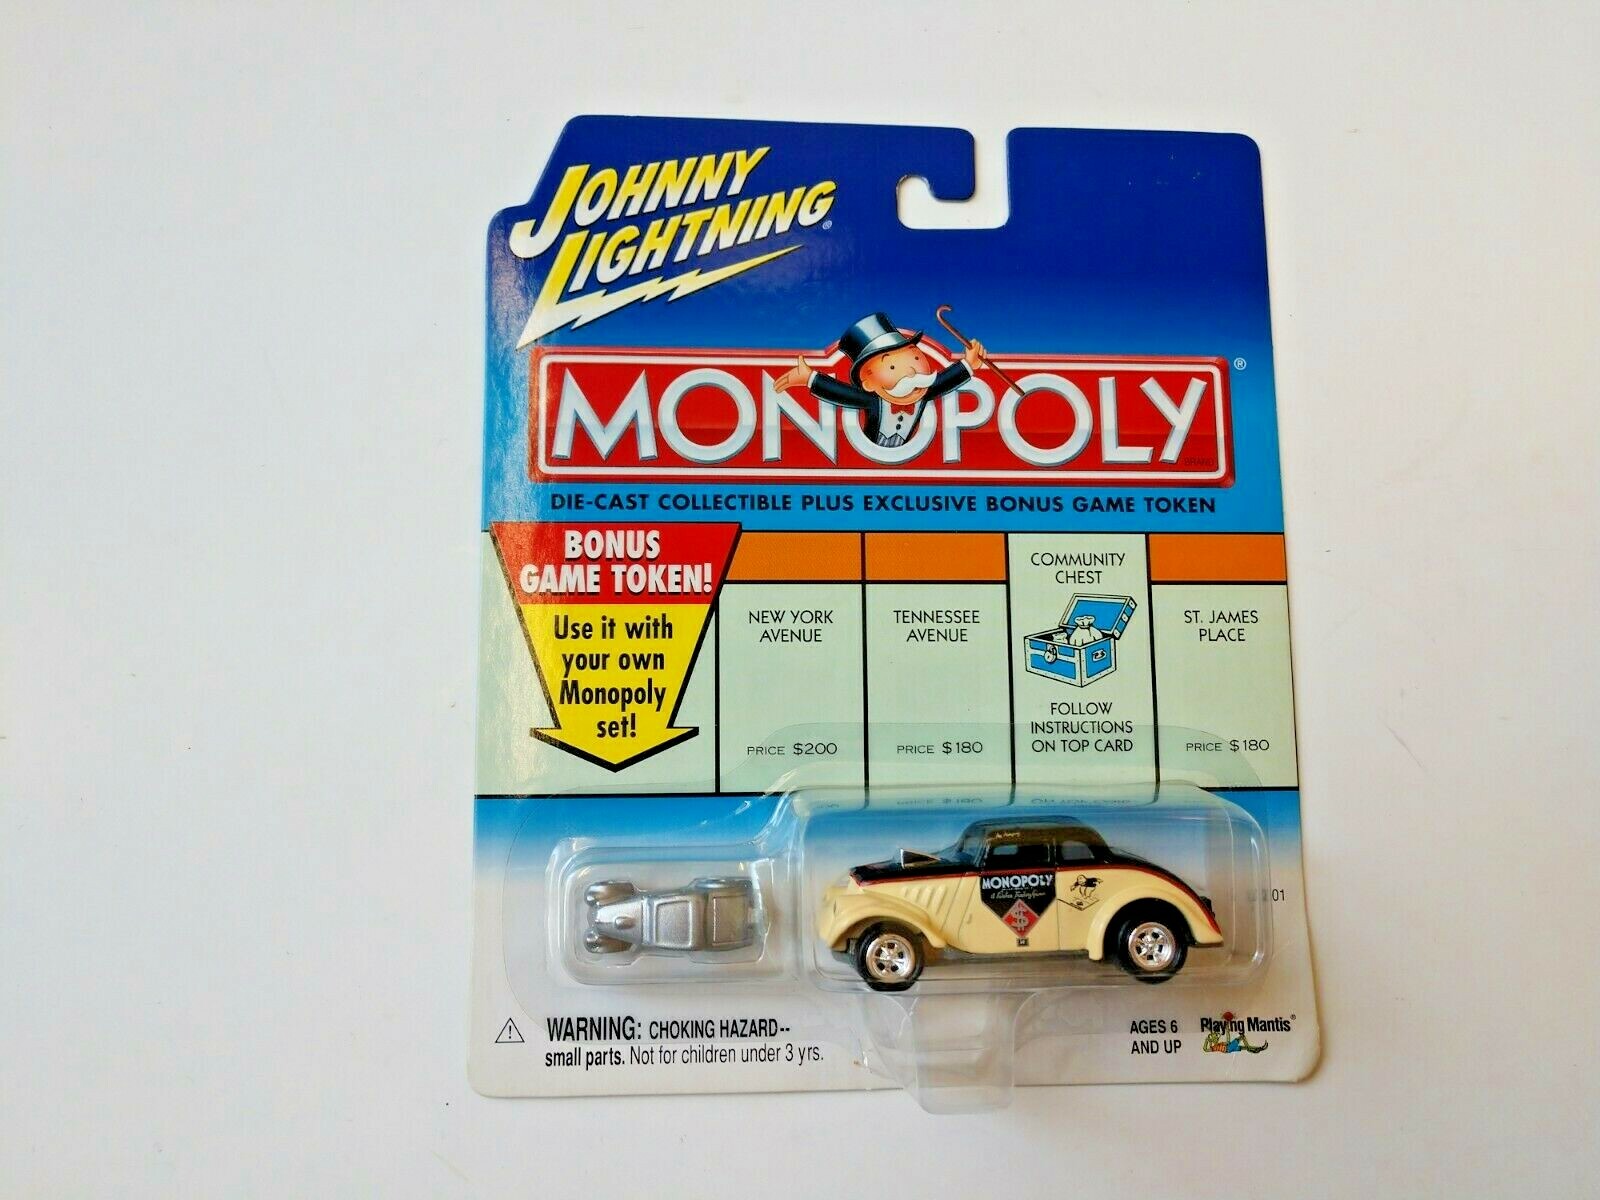 JOHNNY
LIGHTNING®
MONOPOLY®
BRAND
DIE-CAST COLLECTIBLE PLUS EXCLUSIVE BONUS GAME TOKEN
BONUS
GAME TOKEN!
Use it with
your own
Monopoly
set!
NEW YORK
AVENUE
PRICE $200
TENNESSEE
AVENUE
PRICE $180
COMMUNITY
CHEST
FOLLOW
INSTRUCTIONS
ON TOP CARD
ST. JAMES
PLACE
PRICE $180
MONOPOLY
$
⚠ WARNING: CHOKING HAZARD--
small parts. Not for children under 3 yrs.
AGES 6
AND UP
Playing Mantis®